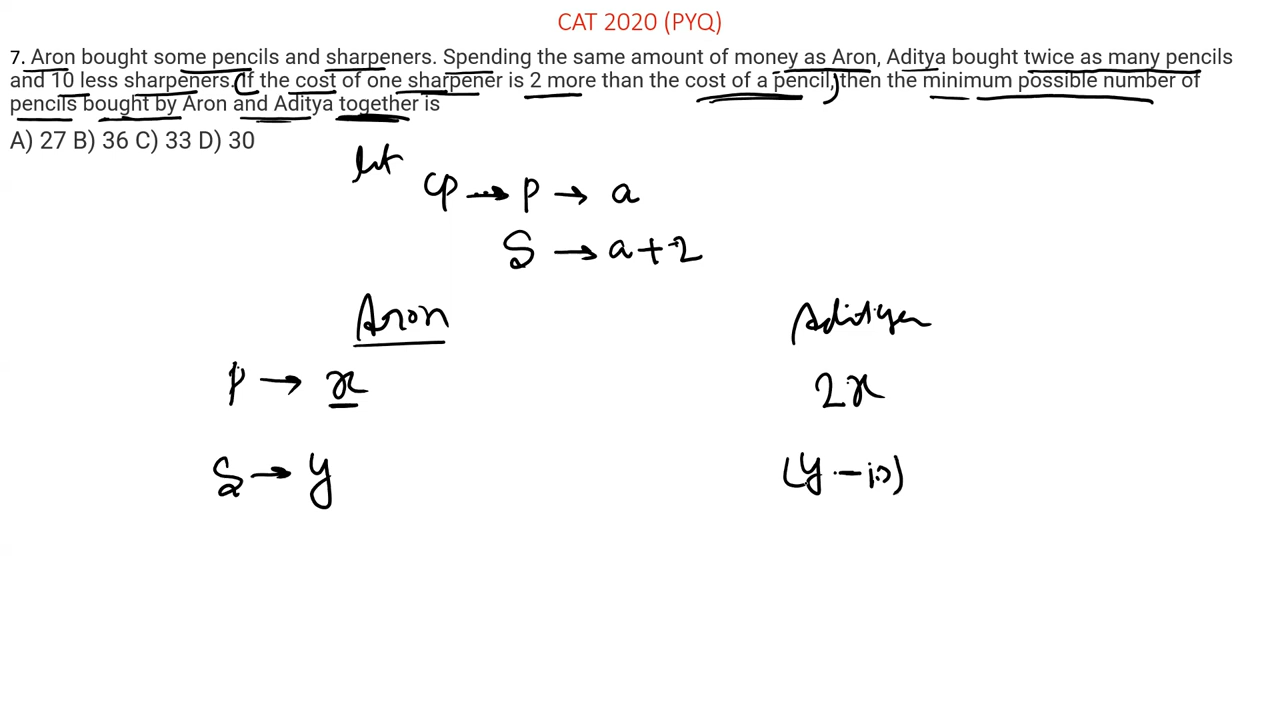 CAT 2020 (PYQ)
7. Aron bought some pencils and sharpeners. Spending the same amount of money as Aron, Aditya bought twice as many pencils
and 10 less sharpeners. (If the cost of one sharpener is 2 more than the cost of a pencil,) then the minimum possible number of
pencils bought by Aron and Aditya together is
A) 27 B) 36 C) 33 D) 30
let
CP → P → a
S → a+2
Aron Aditya
P → x 2x
S → y (y - 10)